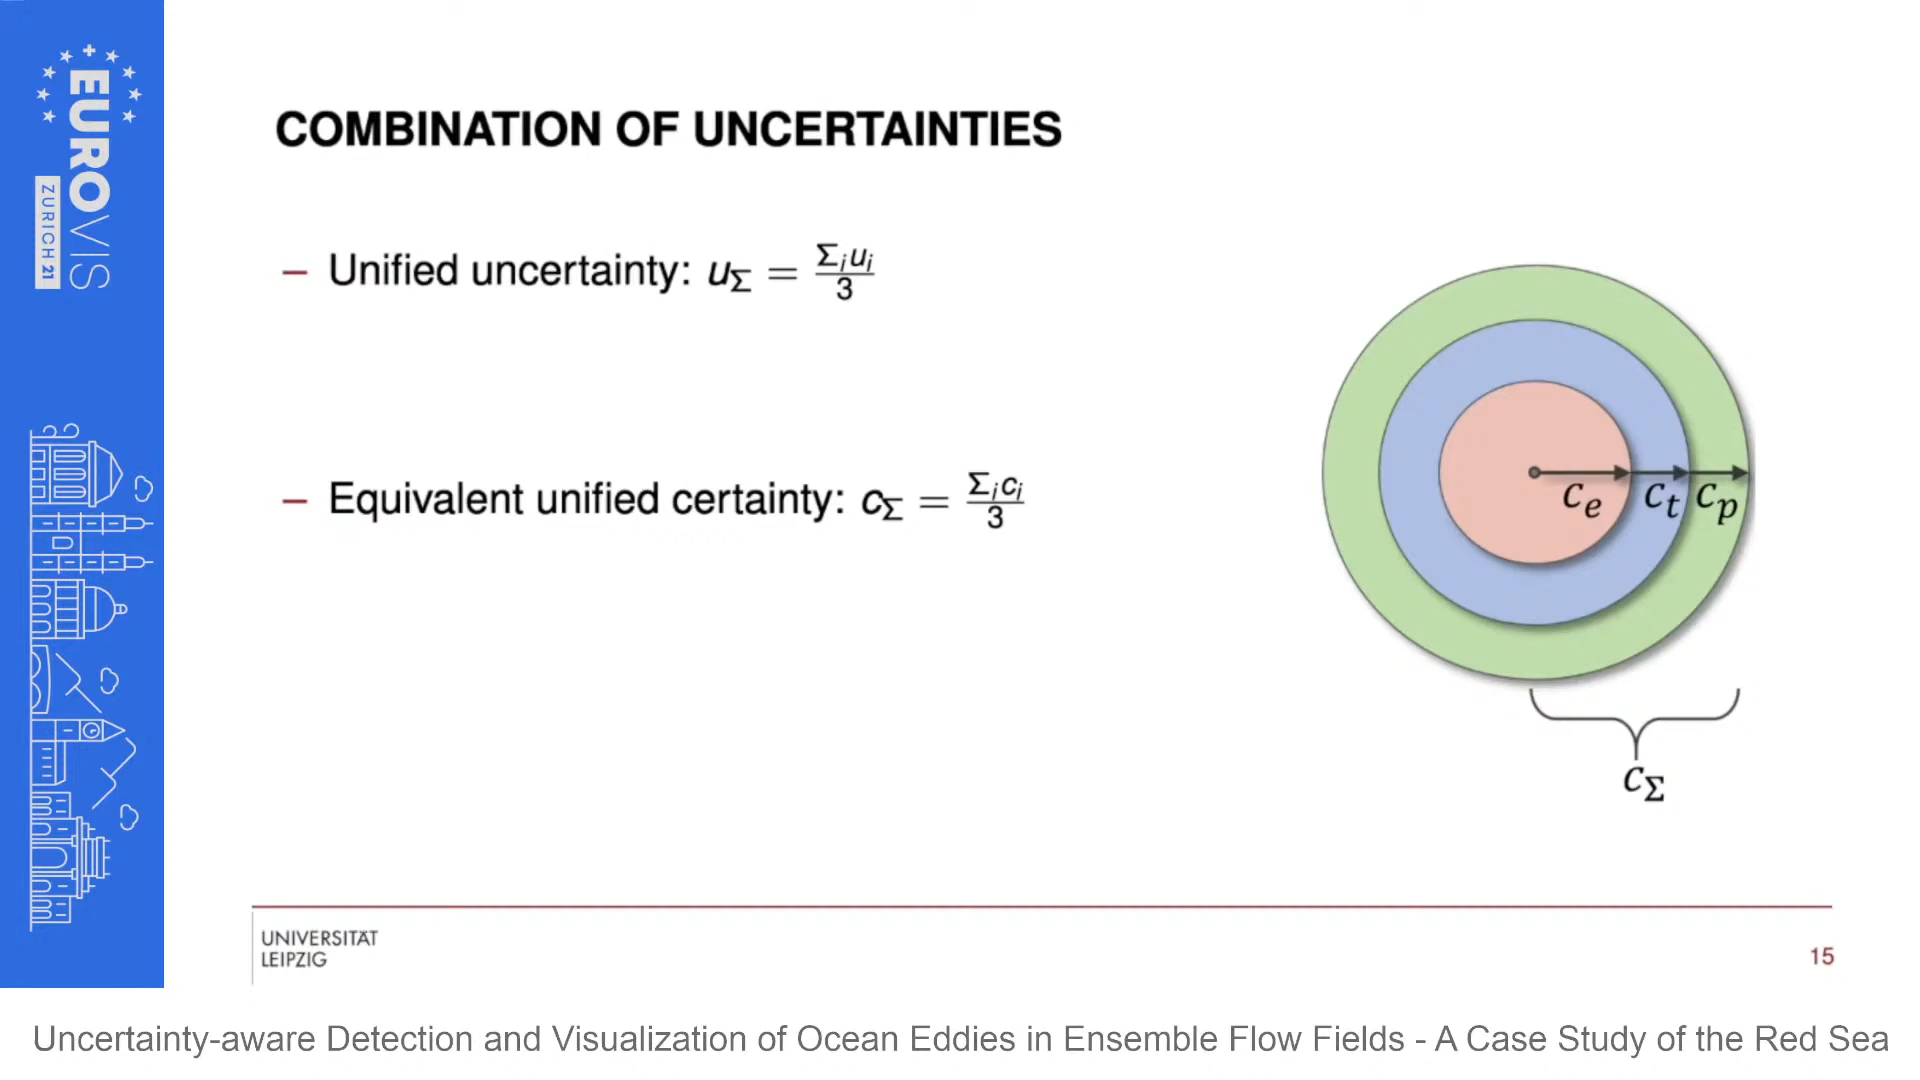 EUROVIS
ZURICH 21
COMBINATION OF UNCERTAINTIES
– Unified uncertainty: u_Σ = Σ_i u_i / 3
– Equivalent unified certainty: c_Σ = Σ_i c_i / 3
c_e c_t c_p
c_Σ
UNIVERSITÄT
LEIPZIG
15
Uncertainty-aware Detection and Visualization of Ocean Eddies in Ensemble Flow Fields - A Case Study of the Red Sea